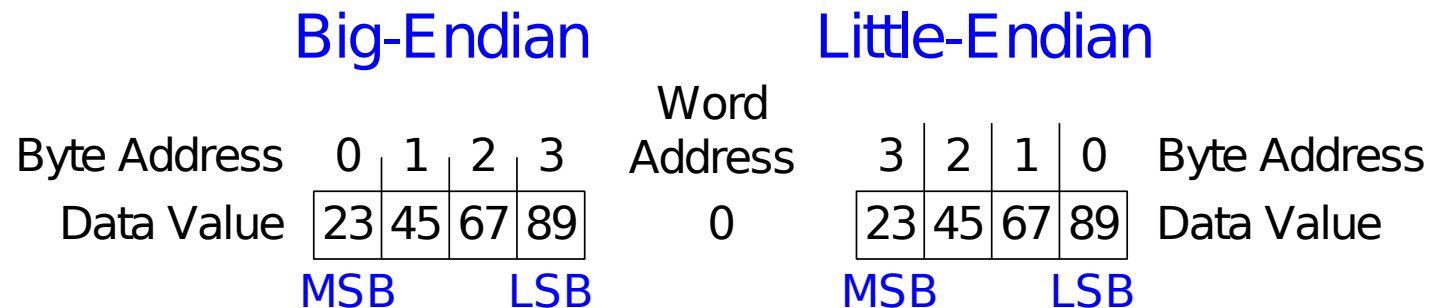 Big-Endian Little-Endian
Word
Byte Address 0 1 2 3 Address 3 2 1 0 Byte Address
Data Value 23 45 67 89 0 23 45 67 89 Data Value
MSB LSB MSB LSB